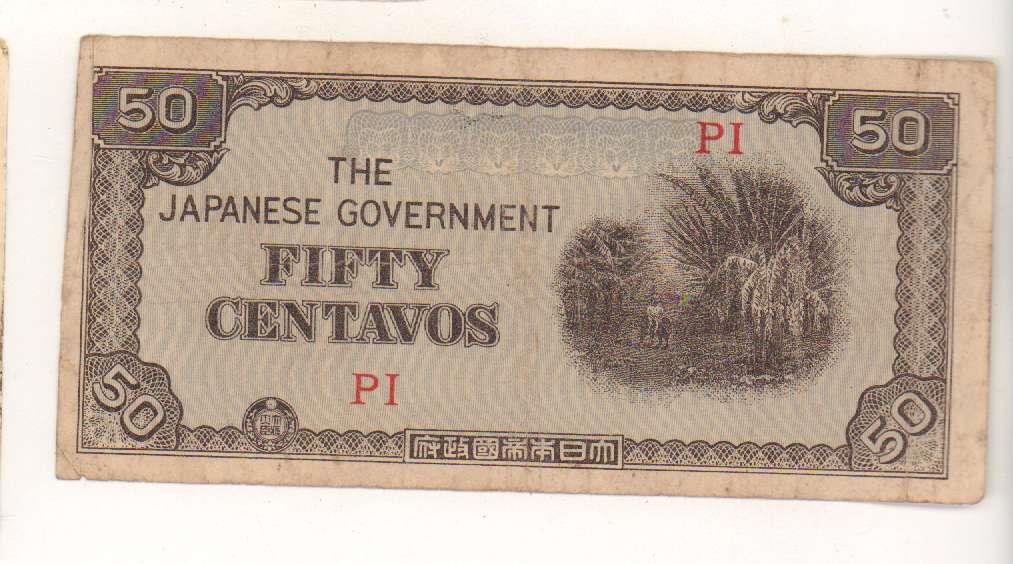 50
50
PI
THE
JAPANESE GOVERNMENT
FIFTY
CENTAVOS
PI
50
50
大日本帝國政府